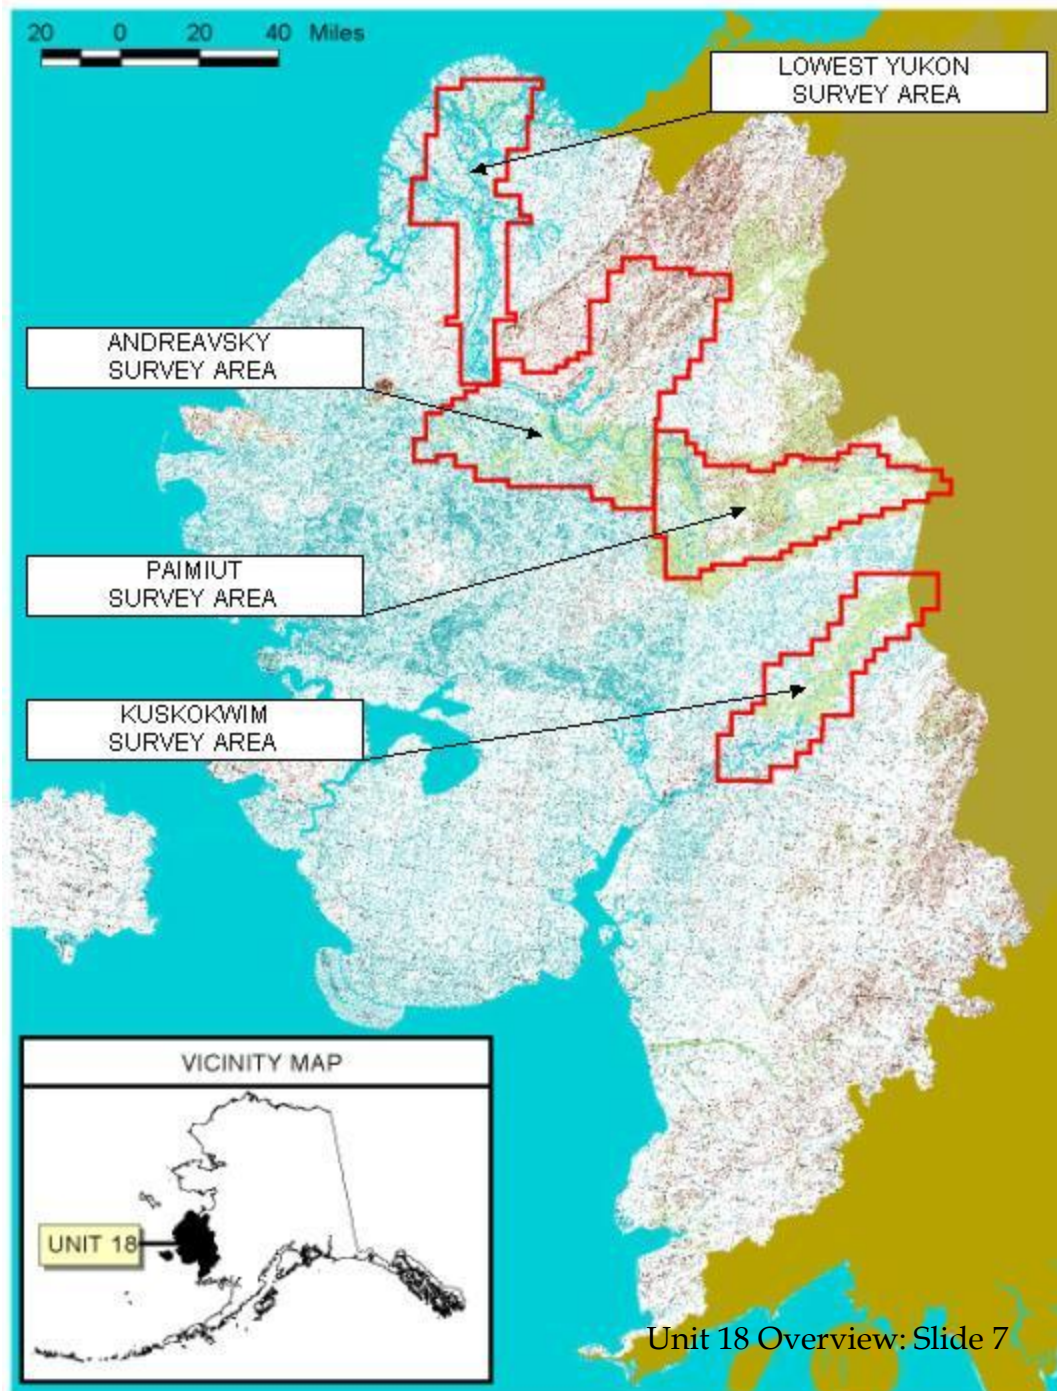 20 0 20 40 Miles
LOWEST YUKON
SURVEY AREA
ANDREAVSKY
SURVEY AREA
PAIMIUT
SURVEY AREA
KUSKOKWIM
SURVEY AREA
VICINITY MAP
UNIT 18
Unit 18 Overview: Slide 7